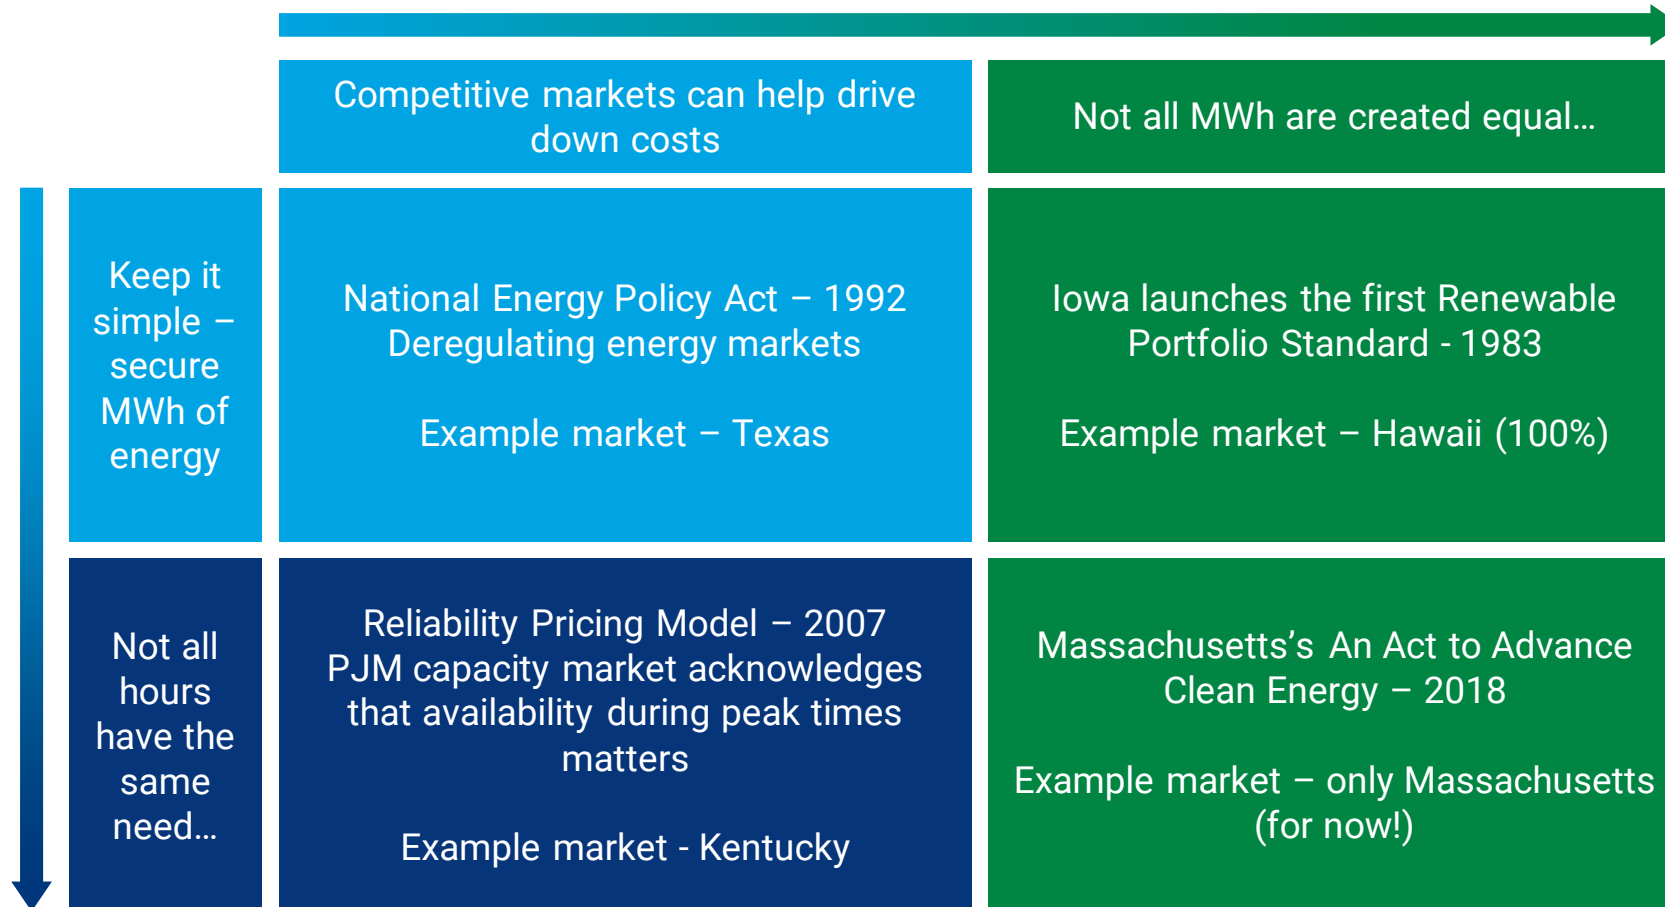 Competitive markets can help drive
down costs
Not all MWh are created equal…
Keep it
simple –
secure
MWh of
energy
National Energy Policy Act – 1992
Deregulating energy markets
Example market – Texas
Iowa launches the first Renewable
Portfolio Standard - 1983
Example market – Hawaii (100%)
Not all
hours
have the
same
need…
Reliability Pricing Model – 2007
PJM capacity market acknowledges
that availability during peak times
matters
Example market - Kentucky
Massachusetts's An Act to Advance
Clean Energy – 2018
Example market – only Massachusetts
(for now!)